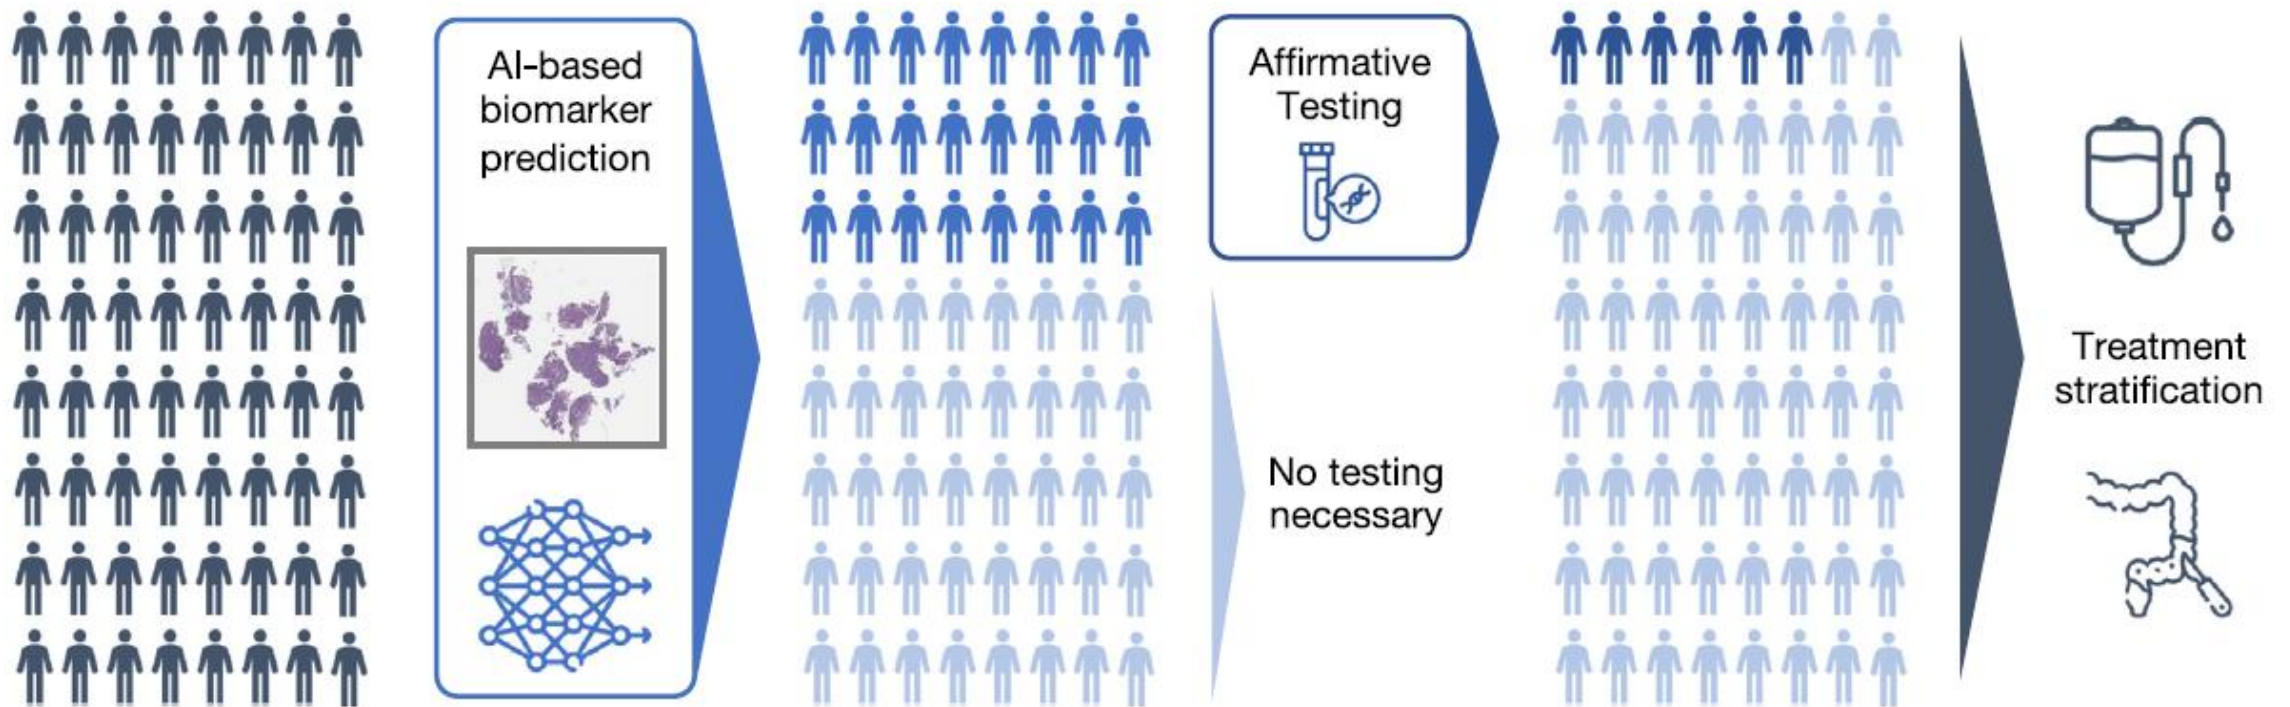 AI-based
biomarker
prediction
Affirmative
Testing
No testing
necessary
Treatment
stratification